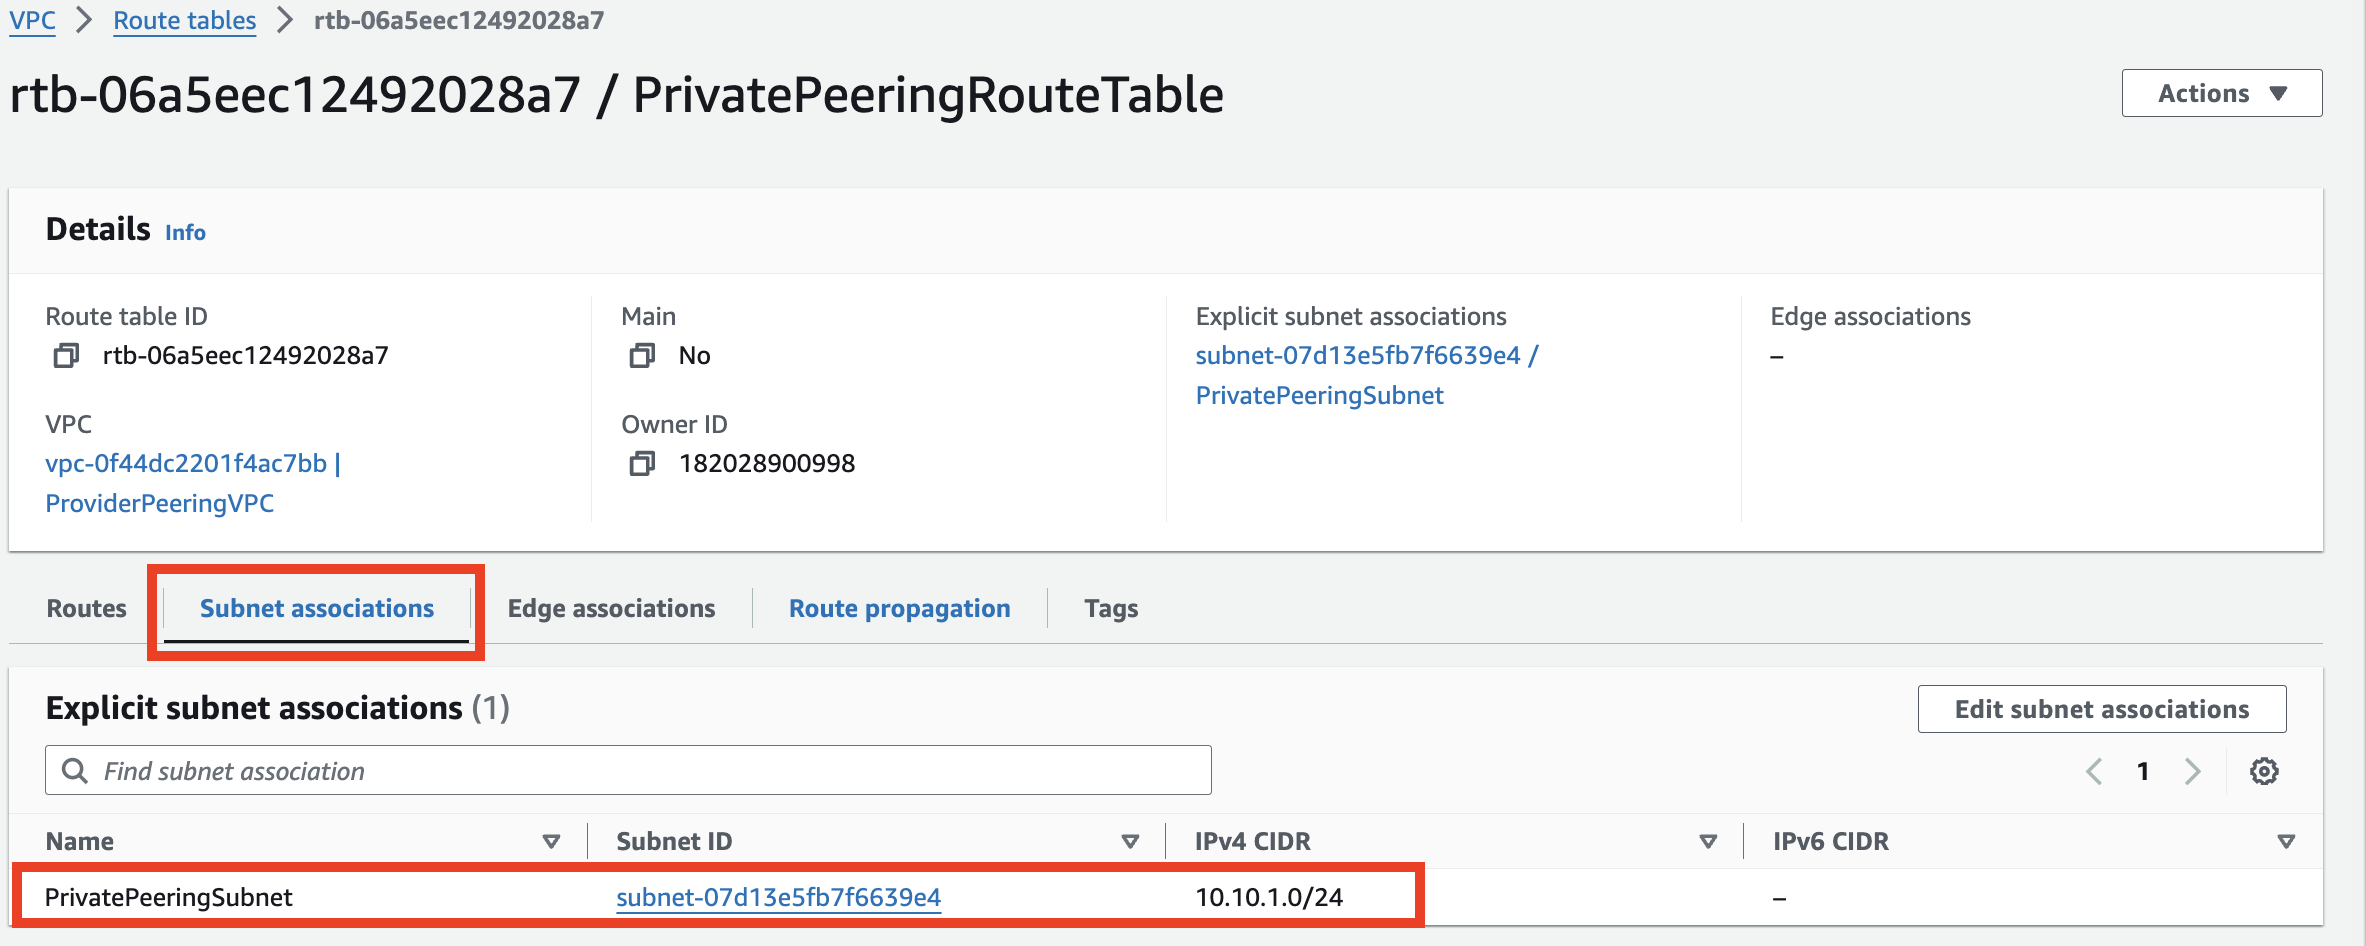 VPC > Route tables > rtb-06a5eec12492028a7
rtb-06a5eec12492028a7 / PrivatePeeringRouteTable
Actions
Details Info
Route table ID
rtb-06a5eec12492028a7
Main
No
Explicit subnet associations
subnet-07d13e5fb7f6639e4 /
PrivatePeeringSubnet
Edge associations
–
VPC
vpc-0f44dc2201f4ac7bb |
ProviderPeeringVPC
Owner ID
182028900998
Routes
Subnet associations
Edge associations
Route propagation
Tags
Explicit subnet associations (1)
Edit subnet associations
Find subnet association
1
Name Subnet ID IPv4 CIDR IPv6 CIDR
PrivatePeeringSubnet subnet-07d13e5fb7f6639e4 10.10.1.0/24 –